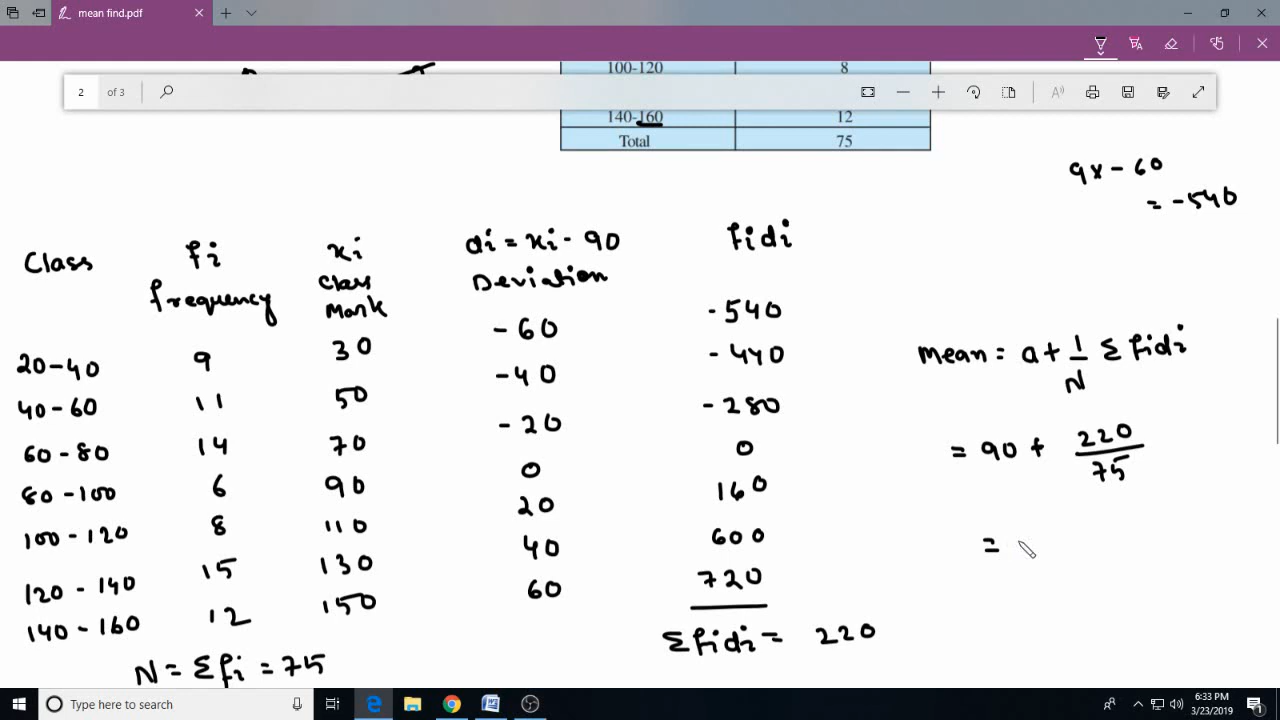 mean find.pdf
100-120 8
2 of 3
140-160 12
Total 75
9x-60
= -540
Class fi xi di = xi - 90 fidi
frequency Class Mark Deviation
20-40 9 30 -60 -540
40-60 11 50 -40 -440
60-80 14 70 -20 -280
80-100 6 90 0 0
100-120 8 110 20 160
120-140 15 130 40 600
140-160 12 150 60 720
N = Σfi = 75
Σfidi = 220
Mean = a + 1/N Σ fidi
= 90 + 220/75
=
Type here to search
6:33 PM
3/23/2019